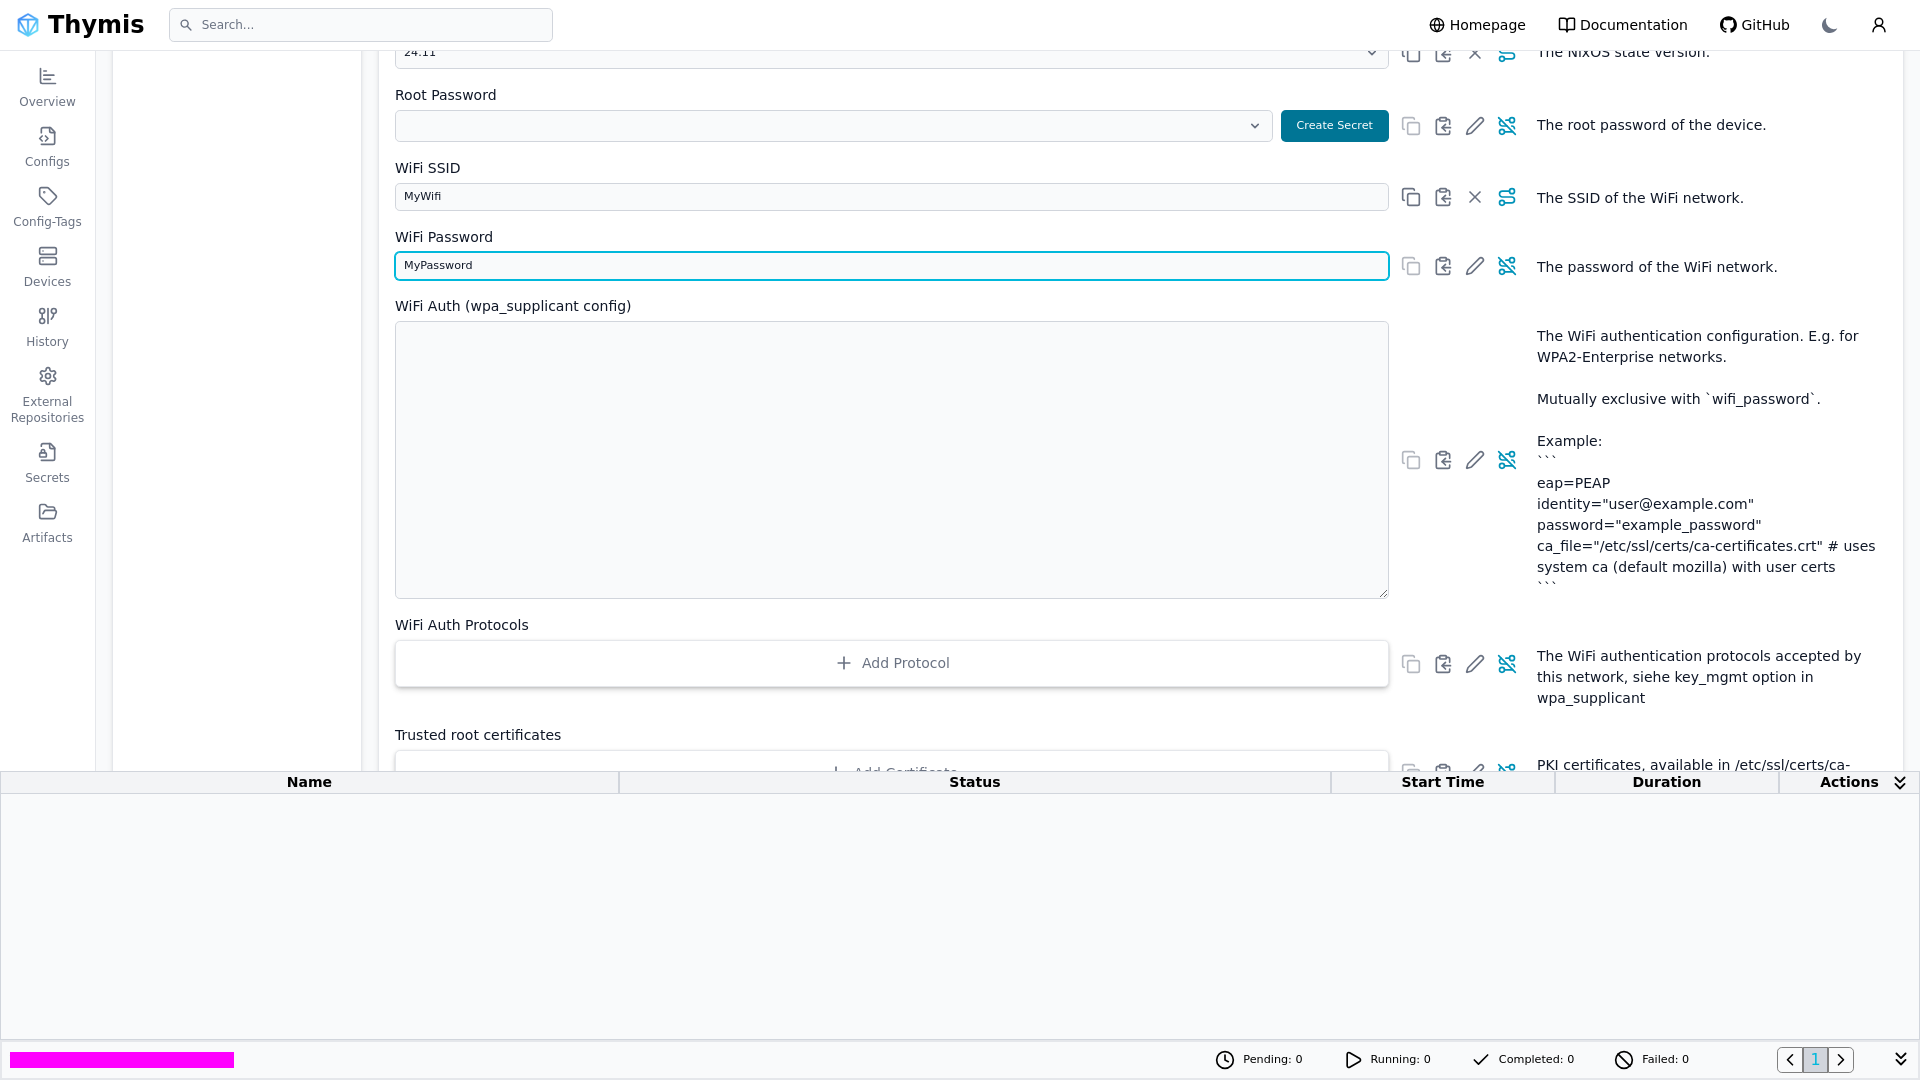 Thymis
Search...
Homepage
Documentation
GitHub
Overview
Configs
Config-Tags
Devices
History
External
Repositories
Secrets
Artifacts
24.11
The NixOS state version.
Root Password
Create Secret
The root password of the device.
WiFi SSID
MyWifi
The SSID of the WiFi network.
WiFi Password
MyPassword
The password of the WiFi network.
WiFi Auth (wpa_supplicant config)
The WiFi authentication configuration. E.g. for
WPA2-Enterprise networks.
Mutually exclusive with `wifi_password`.
Example:
```
eap=PEAP
identity="user@example.com"
password="example_password"
ca_file="/etc/ssl/certs/ca-certificates.crt" # uses
system ca (default mozilla) with user certs
```
WiFi Auth Protocols
Add Protocol
The WiFi authentication protocols accepted by
this network, siehe key_mgmt option in
wpa_supplicant
Trusted root certificates
Add Certificate
PKI certificates, available in /etc/ssl/certs/ca-
Name Status Start Time Duration Actions
Pending: 0 Running: 0 Completed: 0 Failed: 0
1